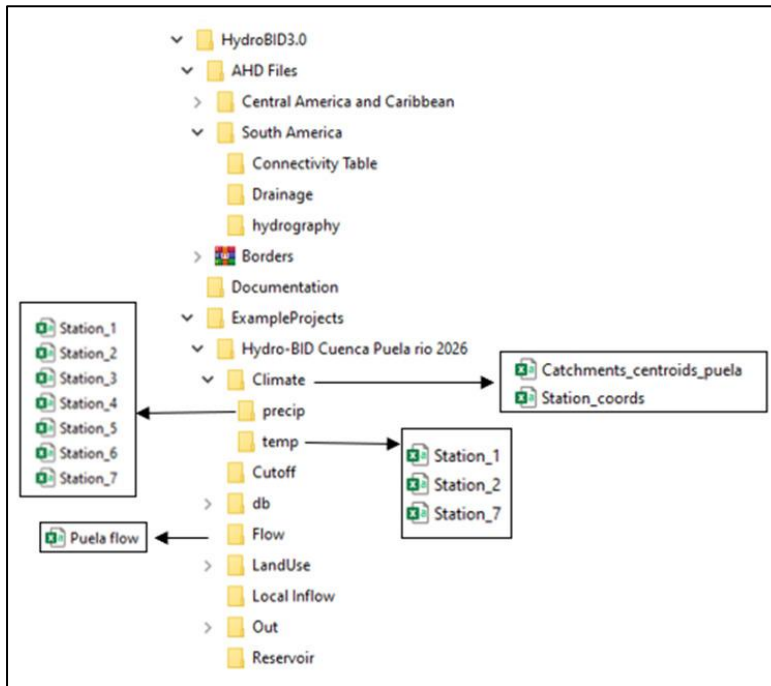 HydroBID3.0
AHD Files
Central America and Caribbean
South America
Connectivity Table
Drainage
hydrography
Borders
Documentation
ExampleProjects
Hydro-BID Cuenca Puela rio 2026
Climate
precip
temp
Cutoff
db
Flow
LandUse
Local Inflow
Out
Reservoir
Station_1
Station_2
Station_3
Station_4
Station_5
Station_6
Station_7
Puela flow
Catchments_centroids_puela
Station_coords
Station_1
Station_2
Station_7